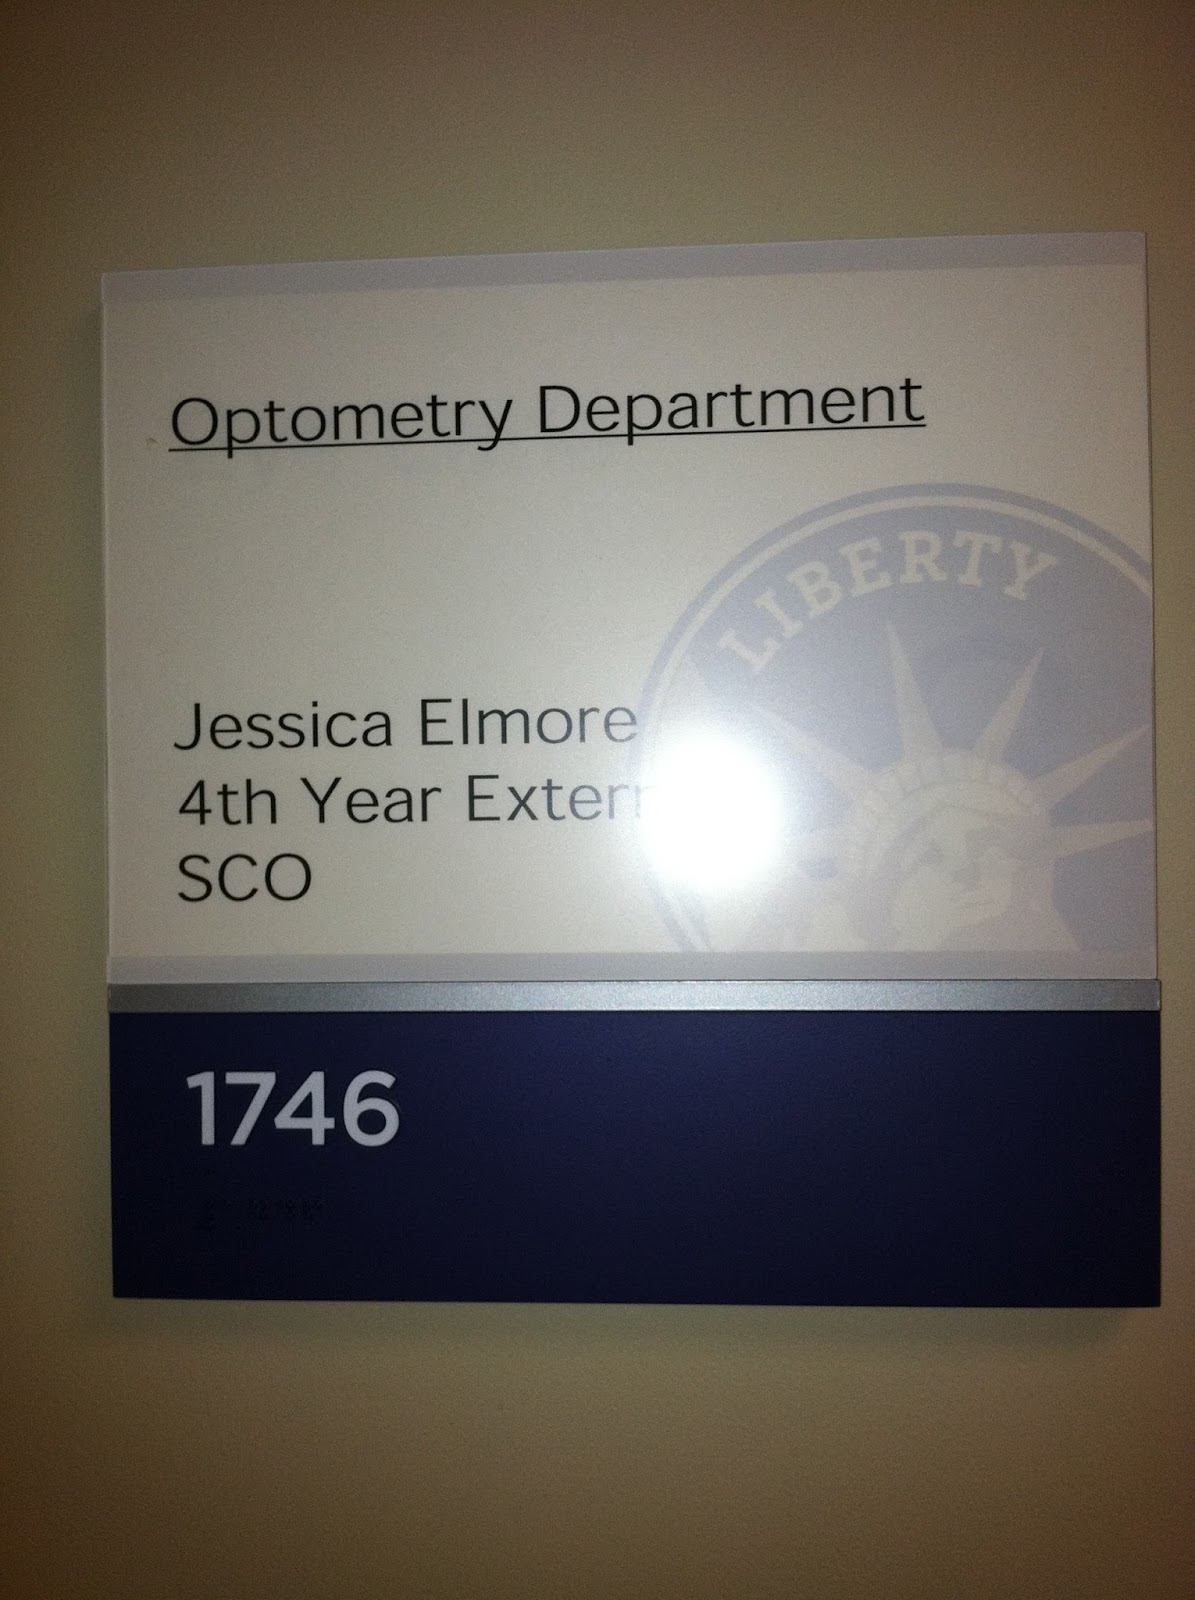 Optometry Department
LIBERTY
Jessica Elmore
4th Year Extern
SCO
1746